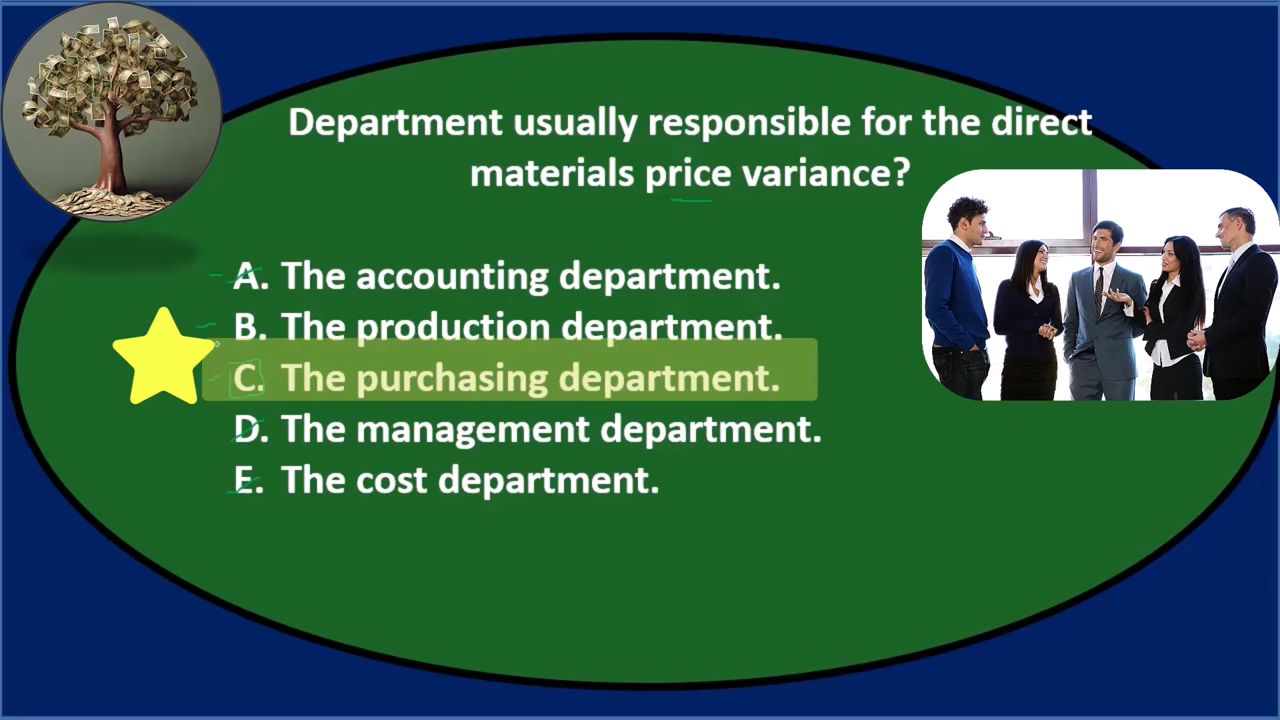 Department usually responsible for the direct
materials price variance?
A. The accounting department.
B. The production department.
C. The purchasing department.
D. The management department.
E. The cost department.